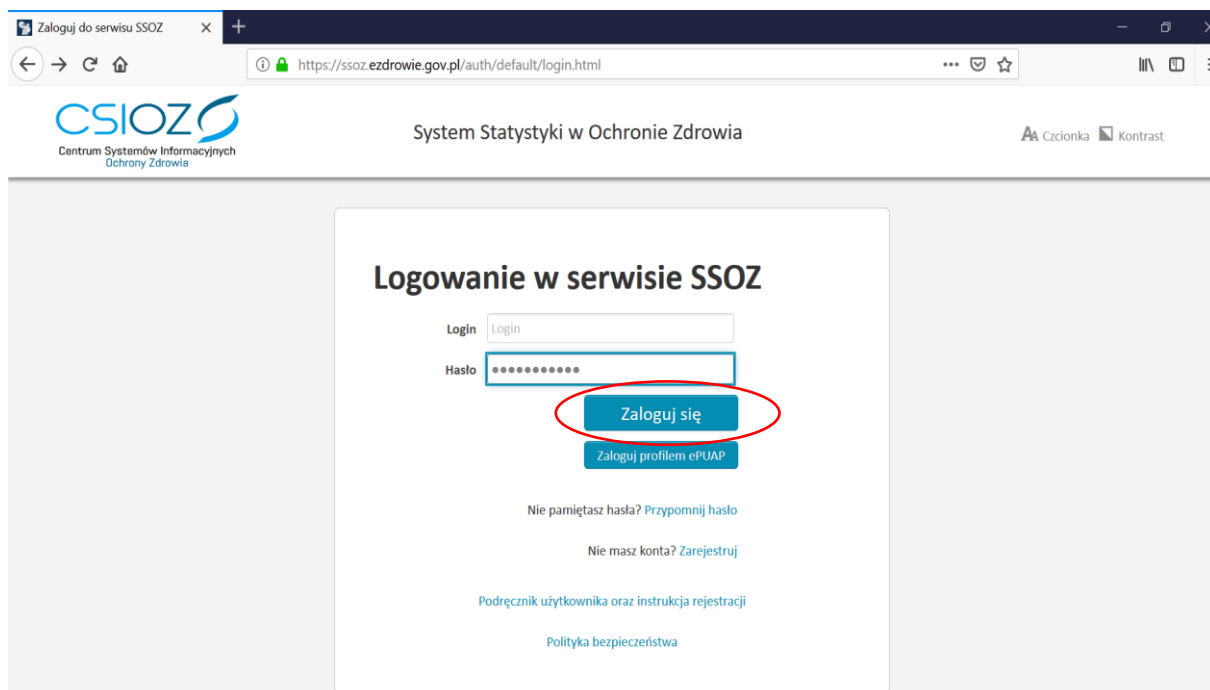 Zaloguj do serwisu SSOZ
https://ssoz.ezdrowie.gov.pl/auth/default/login.html
CSIOZ
Centrum Systemów Informacyjnych
Ochrony Zdrowia
System Statystyki w Ochronie Zdrowia
AA Czcionka Kontrast
Logowanie w serwisie SSOZ
Login Login
Hasło •••••••••••
Zaloguj się
Zaloguj profilem ePUAP
Nie pamiętasz hasła? Przypomnij hasło
Nie masz konta? Zarejestruj
Podręcznik użytkownika oraz instrukcja rejestracji
Polityka bezpieczeństwa